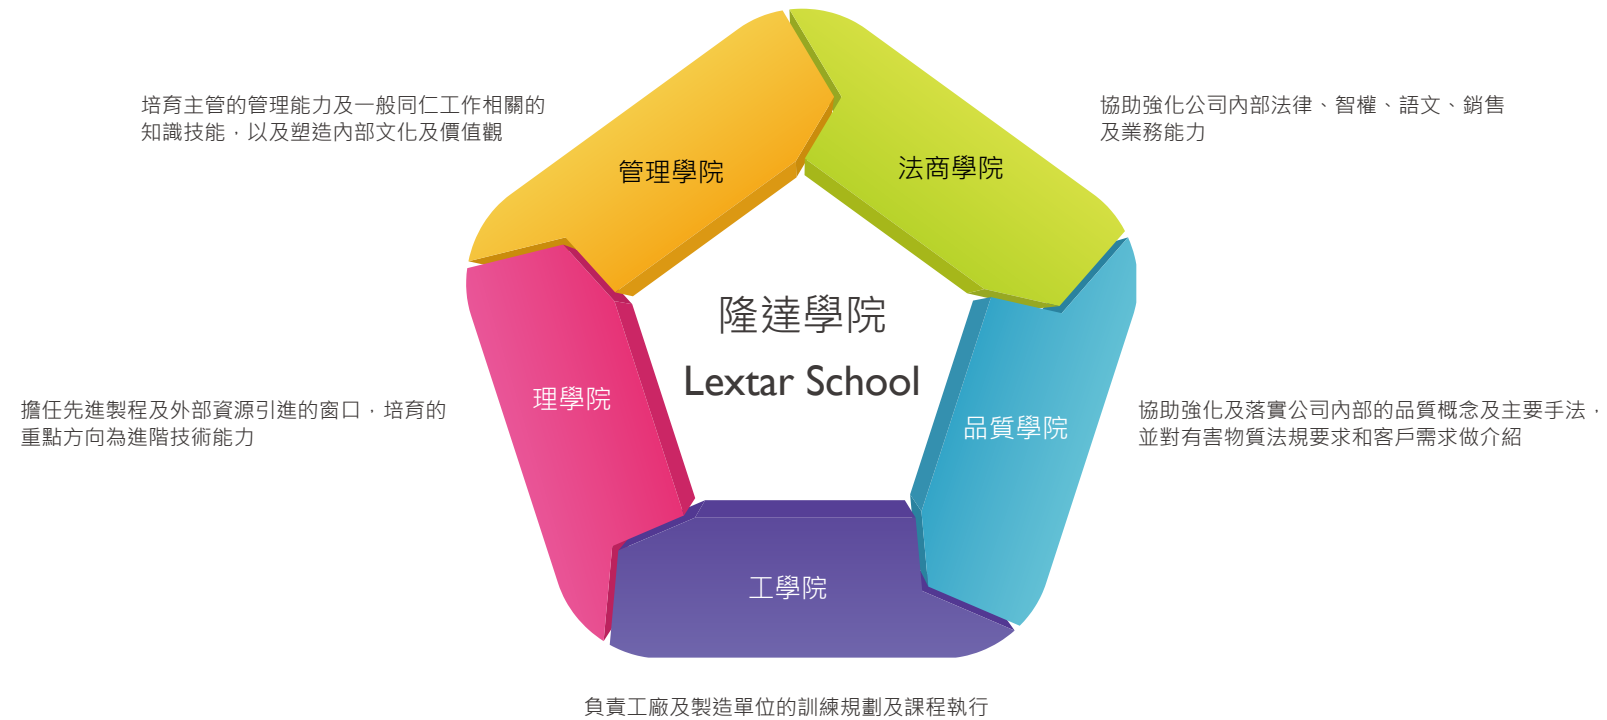 培育主管的管理能力及一般同仁工作相關的
知識技能，以及塑造內部文化及價值觀
管理學院
法商學院
協助強化公司內部法律、智權、語文、銷售
及業務能力
隆達學院
Lextar School
理學院
擔任先進製程及外部資源引進的窗口，培育的
重點方向為進階技術能力
品質學院
協助強化及落實公司內部的品質概念及主要手法，
並對有害物質法規要求和客戶需求做介紹
工學院
負責工廠及製造單位的訓練規劃及課程執行